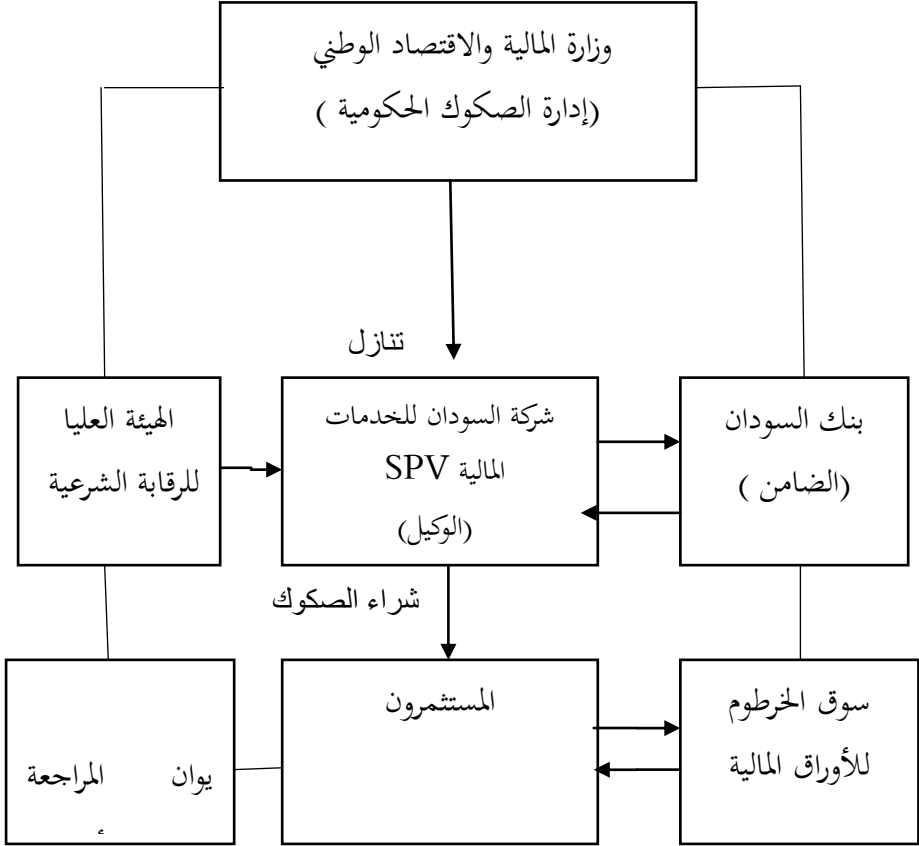 وزارة المالية والاقتصاد الوطني
(إدارة الصكوك الحكومية )
تنازل
الهيئة العليا
للرقابة الشرعية
شركة السودان للخدمات
المالية SPV
(الوكيل)
بنك السودان
(الضامن )
شراء الصكوك
يوان المراجعة
المستثمرون
سوق الخرطوم
للأوراق المالية